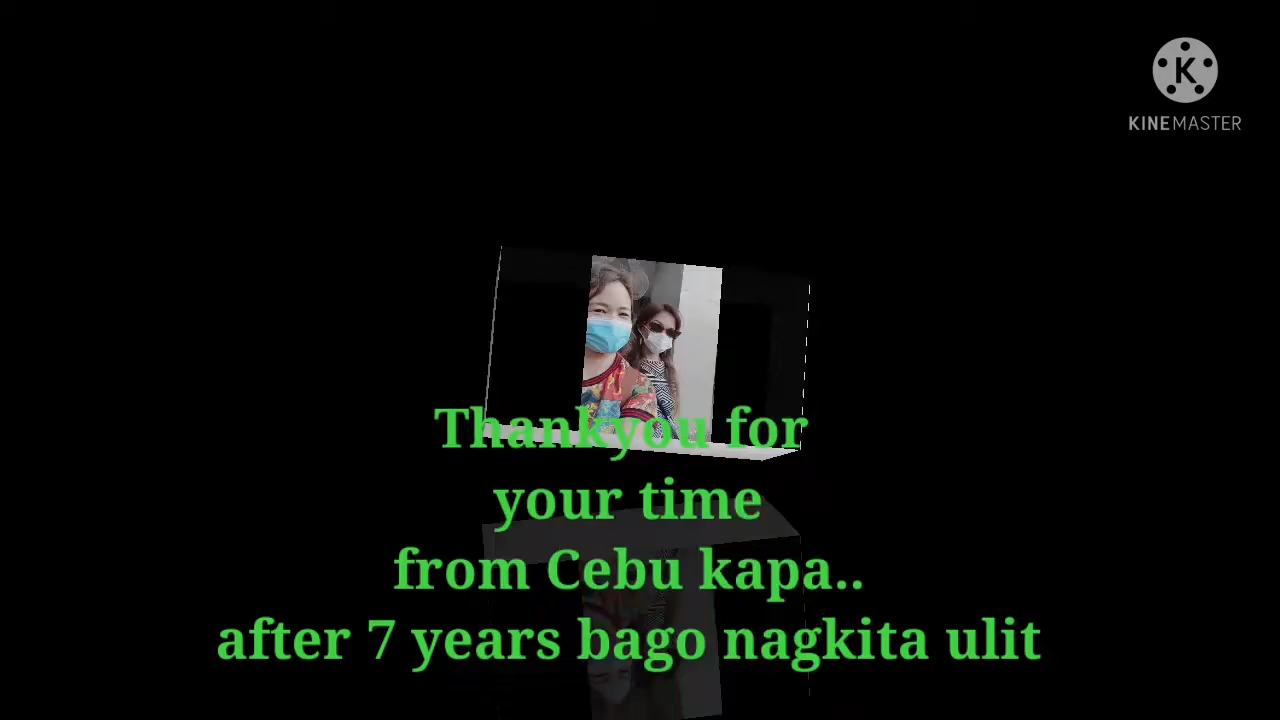 KINEMASTER
Thankyou for
your time
from Cebu kapa..
after 7 years bago nagkita ulit